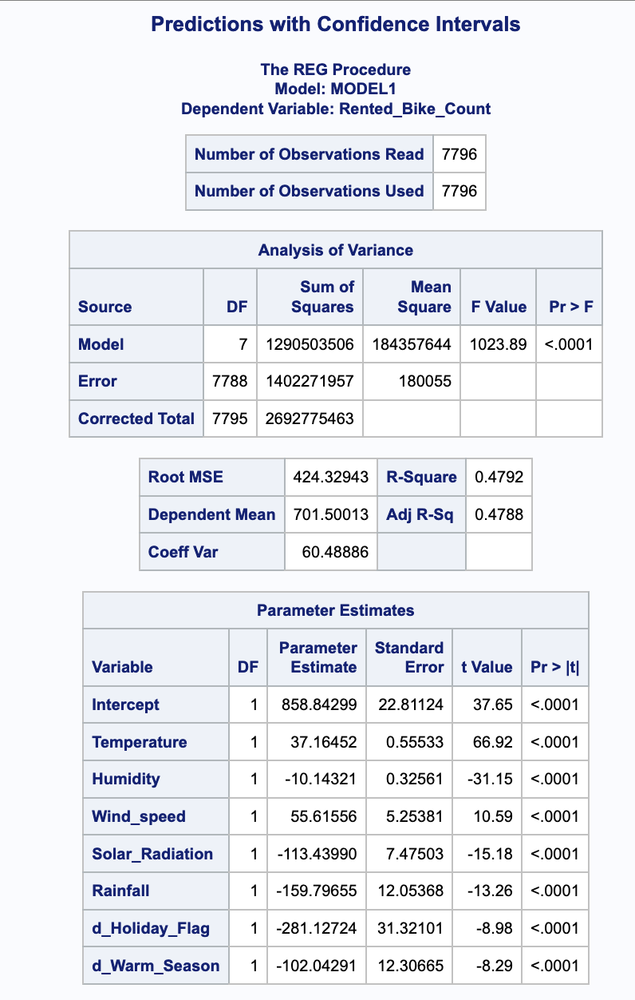 Predictions with Confidence Intervals
The REG Procedure
Model: MODEL1
Dependent Variable: Rented_Bike_Count
Number of Observations Read 7796
Number of Observations Used 7796
Analysis of Variance
Source DF Sum of Squares Mean Square F Value Pr > F
Model 7 1290503506 184357644 1023.89 <.0001
Error 7788 1402271957 180055
Corrected Total 7795 2692775463
Root MSE 424.32943 R-Square 0.4792
Dependent Mean 701.50013 Adj R-Sq 0.4788
Coeff Var 60.48886
Parameter Estimates
Variable DF Parameter Estimate Standard Error t Value Pr > |t|
Intercept 1 858.84299 22.81124 37.65 <.0001
Temperature 1 37.16452 0.55533 66.92 <.0001
Humidity 1 -10.14321 0.32561 -31.15 <.0001
Wind_speed 1 55.61556 5.25381 10.59 <.0001
Solar_Radiation 1 -113.43990 7.47503 -15.18 <.0001
Rainfall 1 -159.79655 12.05368 -13.26 <.0001
d_Holiday_Flag 1 -281.12724 31.32101 -8.98 <.0001
d_Warm_Season 1 -102.04291 12.30665 -8.29 <.0001